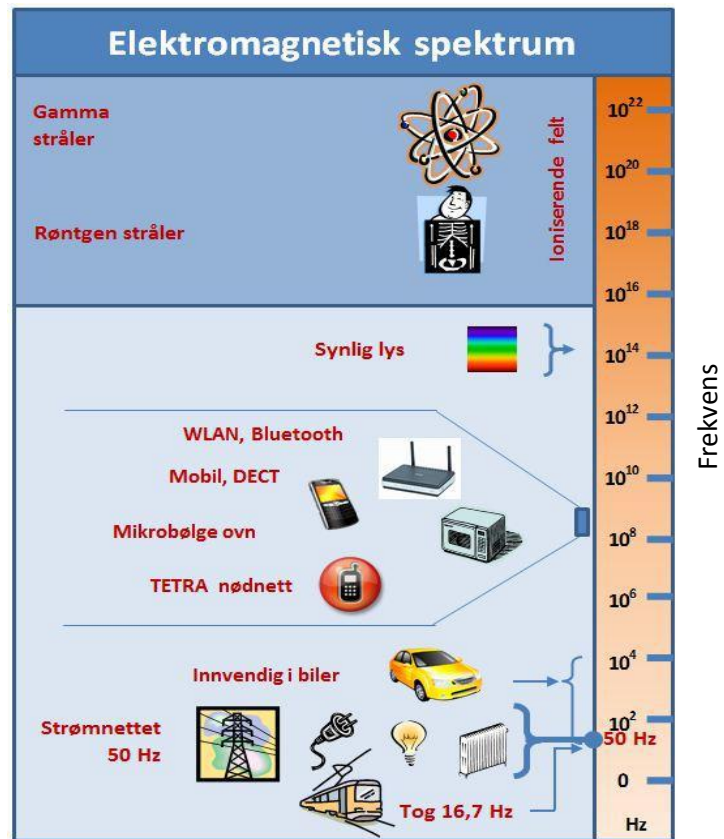 Elektromagnetisk spektrum
Gamma
stråler
Røntgen stråler
Ioniserende felt
Synlig lys
WLAN, Bluetooth
Mobil, DECT
Mikrobølge ovn
TETRA nødnett
Innvendig i biler
Strømnettet
50 Hz
Tog 16,7 Hz
10²²
10²⁰
10¹⁸
10¹⁶
10¹⁴
10¹²
10¹⁰
10⁸
10⁶
10⁴
10²
50 Hz
0
Hz
Frekvens